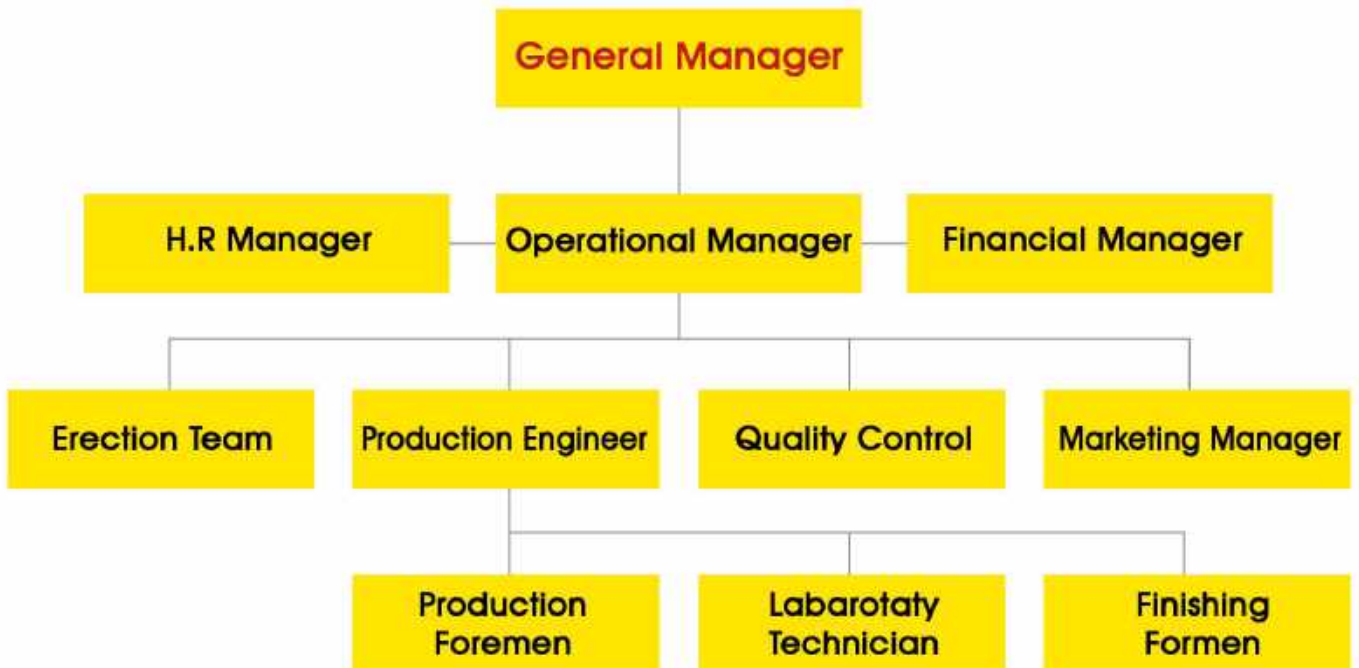 General Manager
H.R Manager
Operational Manager
Financial Manager
Erection Team
Production Engineer
Quality Control
Marketing Manager
Production
Foremen
Labarotaty
Technician
Finishing
Formen